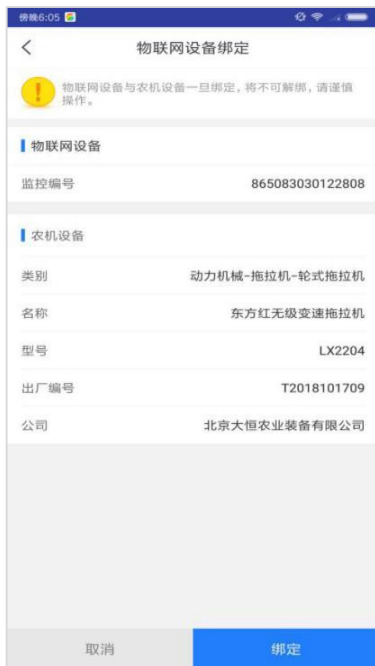 傍晚6:05
物联网设备绑定
物联网设备与农机设备一旦绑定，将不可解绑，请谨慎
操作。
物联网设备
监控编号 865083030122808
农机设备
类别 动力机械-拖拉机-轮式拖拉机
名称 东方红无级变速拖拉机
型号 LX2204
出厂编号 T2018101709
公司 北京大恒农业装备有限公司
取消 绑定